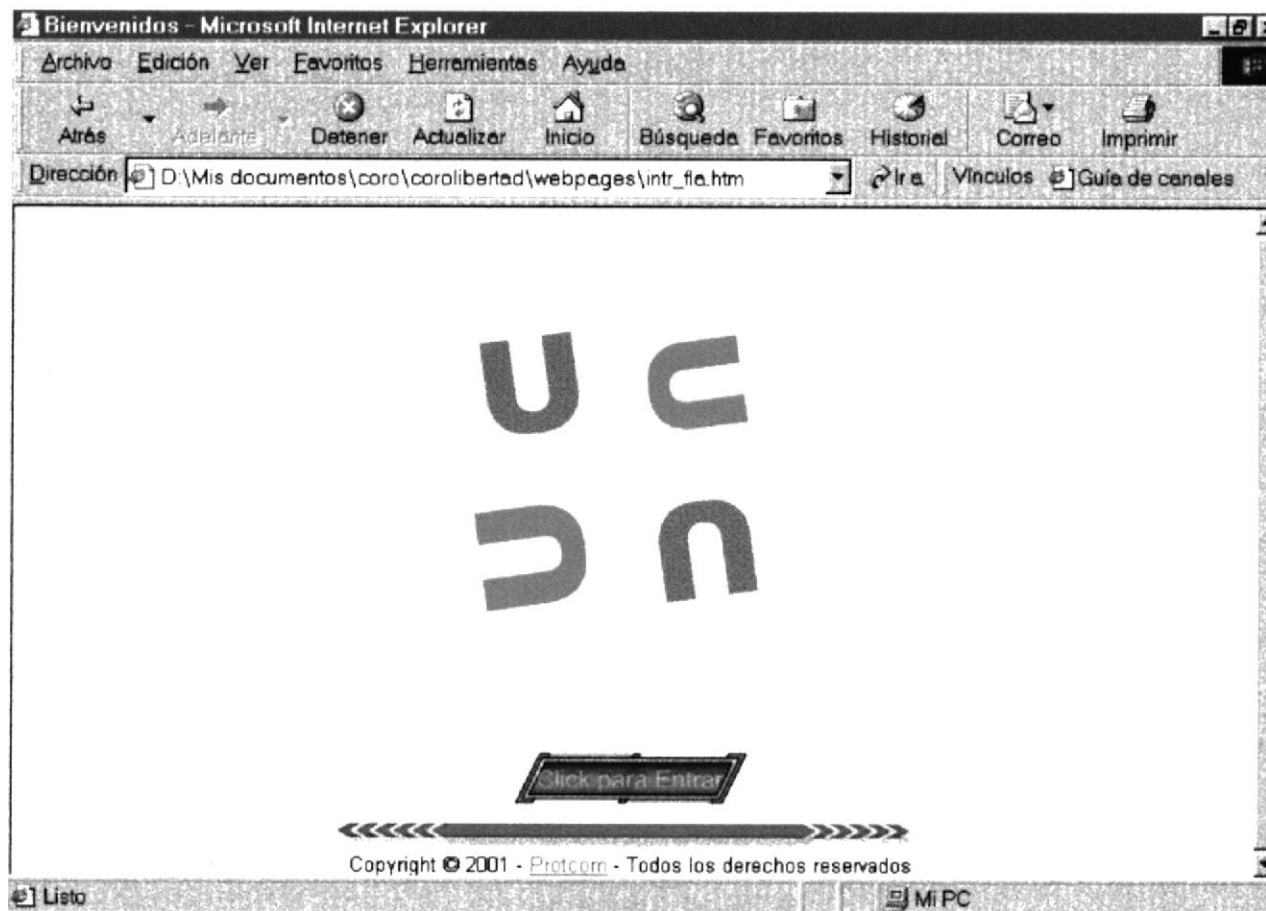 Bienvenidos - Microsoft Internet Explorer
Archivo Edición Ver Favoritos Herramientas Ayuda
Atrás Adelante Detener Actualizar Inicio Búsqueda Favoritos Historial Correo Imprimir
Dirección D:\Mis documentos\coro\corolibertad\webpages\intr_fla.htm Ir a Vínculos Guía de canales
U U
U U
Click para Entrar
Copyright © 2001 - Protcom - Todos los derechos reservados
Listo Mi PC